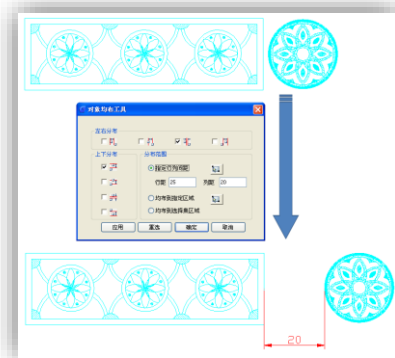 对象均布工具
左右分布
上下分布
分布范围
指定行列间距
行距 25 列距 20
均布到指定区域
均布到选择集区域
应用 重选 确定 取消
20